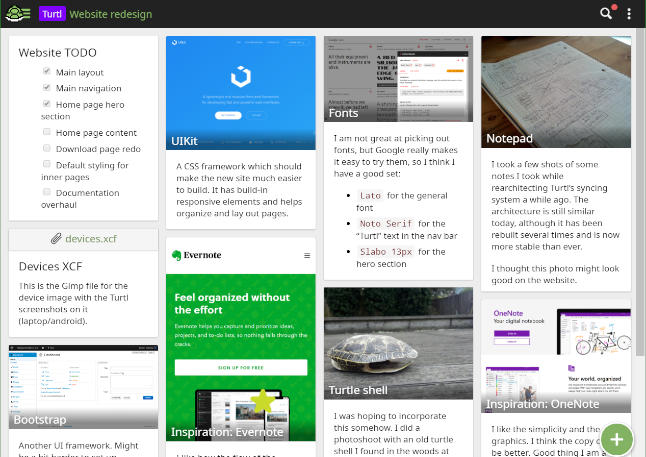 Turtl Website redesign
Website TODO
Main layout
Main navigation
Home page hero
section
Home page content
Download page redo
Default styling for
inner pages
Documentation
overhaul
devices.xcf
Devices XCF
This is the Gimp file for the
device image with the Turtl
screenshots on it
(laptop/android).
Bootstrap
Another UI framework. Might
UIKit
A CSS framework which should
make the new site much easier
to build. It has build-in
responsive elements and helps
organize and lay out pages.
Evernote
Feel organized without
the effort
Evernote helps you capture and prioritize ideas,
projects, and to-do lists, so nothing falls through the
cracks.
SIGN UP FOR FREE
Inspiration: Evernote
I like how the flow of the
Fonts
I am not great at picking out
fonts, but Google really makes
it easy to try them, so I think I
have a good set:
Lato for the general
font
Noto Serif for the
"Turtl" text in the nav bar
Slabo 13px for the
hero section
Turtle shell
I was hoping to incorporate
this somehow. I did a
photoshoot with an old turtle
shell I found in the woods at
Notepad
I took a few shots of some
notes I took while
rearchitecting Turtl's syncing
system a while ago. The
architecture is still similar
today, although it has been
rebuilt several times and is now
more stable than ever.
I thought this photo might look
good on the website.
OneNote
Your digital notebook
Your world, organized
Inspiration: OneNote
I like the simplicity and the
graphics. I think the copy
be better. Good thing I am a